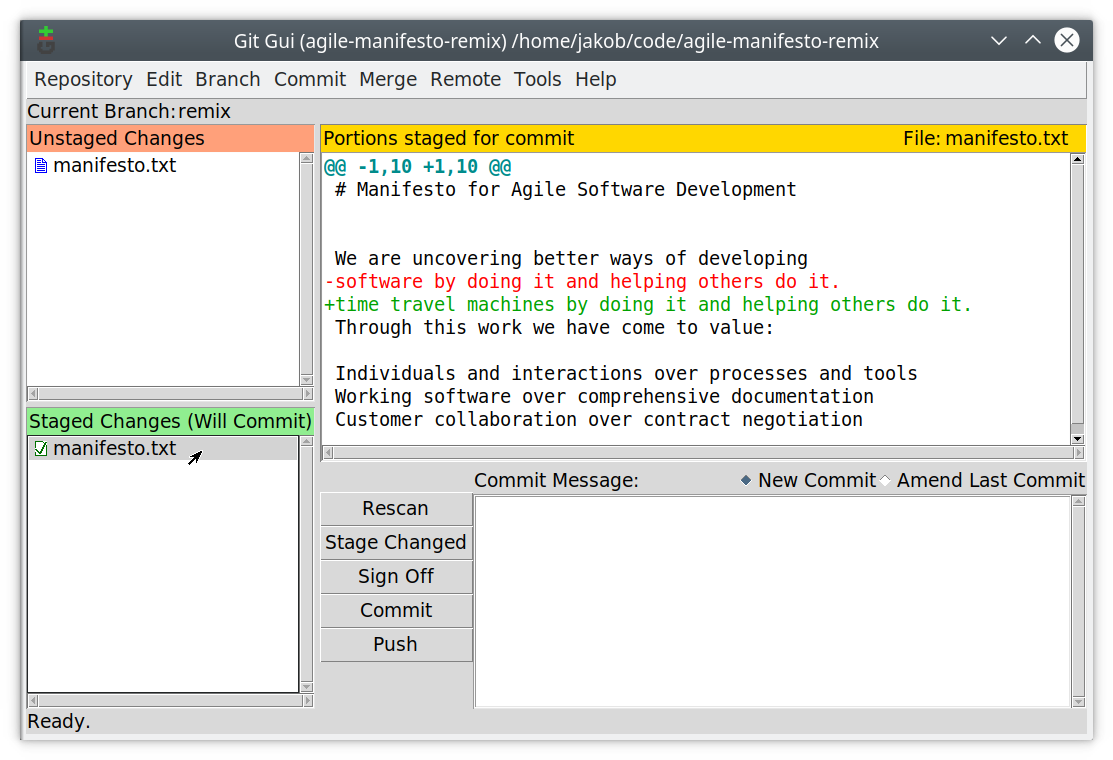 Git Gui (agile-manifesto-remix) /home/jakob/code/agile-manifesto-remix
Repository Edit Branch Commit Merge Remote Tools Help
Current Branch: remix
Unstaged Changes
manifesto.txt
Staged Changes (Will Commit)
manifesto.txt
Portions staged for commit File: manifesto.txt
@@ -1,10 +1,10 @@
# Manifesto for Agile Software Development
We are uncovering better ways of developing
-software by doing it and helping others do it.
+time travel machines by doing it and helping others do it.
Through this work we have come to value:
Individuals and interactions over processes and tools
Working software over comprehensive documentation
Customer collaboration over contract negotiation
Commit Message: New Commit Amend Last Commit
Rescan
Stage Changed
Sign Off
Commit
Push
Ready.